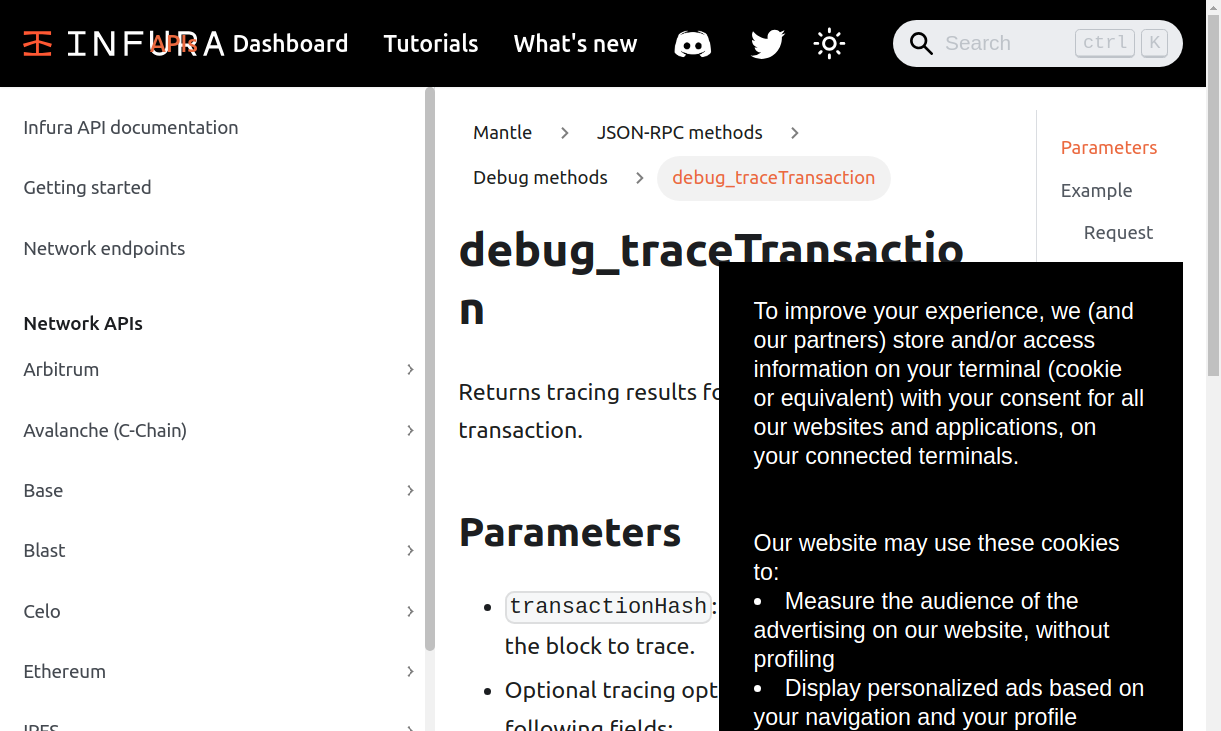 INFURA APIs Dashboard Tutorials What's new Search ctrl K
Infura API documentation
Getting started
Network endpoints
Network APIs
Arbitrum
Avalanche (C-Chain)
Base
Blast
Celo
Ethereum
IPFS
Mantle JSON-RPC methods
Debug methods debug_traceTransaction
debug_traceTransactio
n
Returns tracing results fo
transaction.
Parameters
transactionHash:
the block to trace.
Optional tracing opt
following fields:
Parameters
Example
Request
To improve your experience, we (and
our partners) store and/or access
information on your terminal (cookie
or equivalent) with your consent for all
our websites and applications, on
your connected terminals.
Our website may use these cookies
to:
• Measure the audience of the
advertising on our website, without
profiling
• Display personalized ads based on
your navigation and your profile